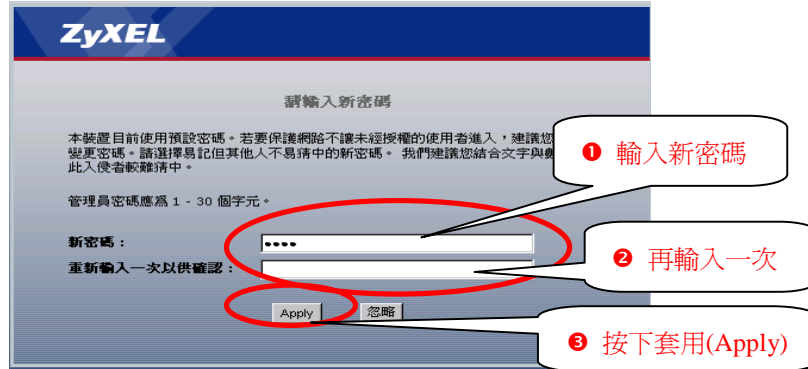 ZyXEL
請輸入新密碼
本裝置目前使用預設密碼。若要保護網路不讓未經授權的使用者進入,建議您
變更密碼。請選擇易記但其他人不易猜中的新密碼。 我們建議您結合文字與
此入侵者較難猜中。
管理員密碼應為 1 - 30 個字元。
❶ 輸入新密碼
新密碼:
重新輸入一次以供確認:
❷ 再輸入一次
Apply 忽略
❸ 按下套用(Apply)